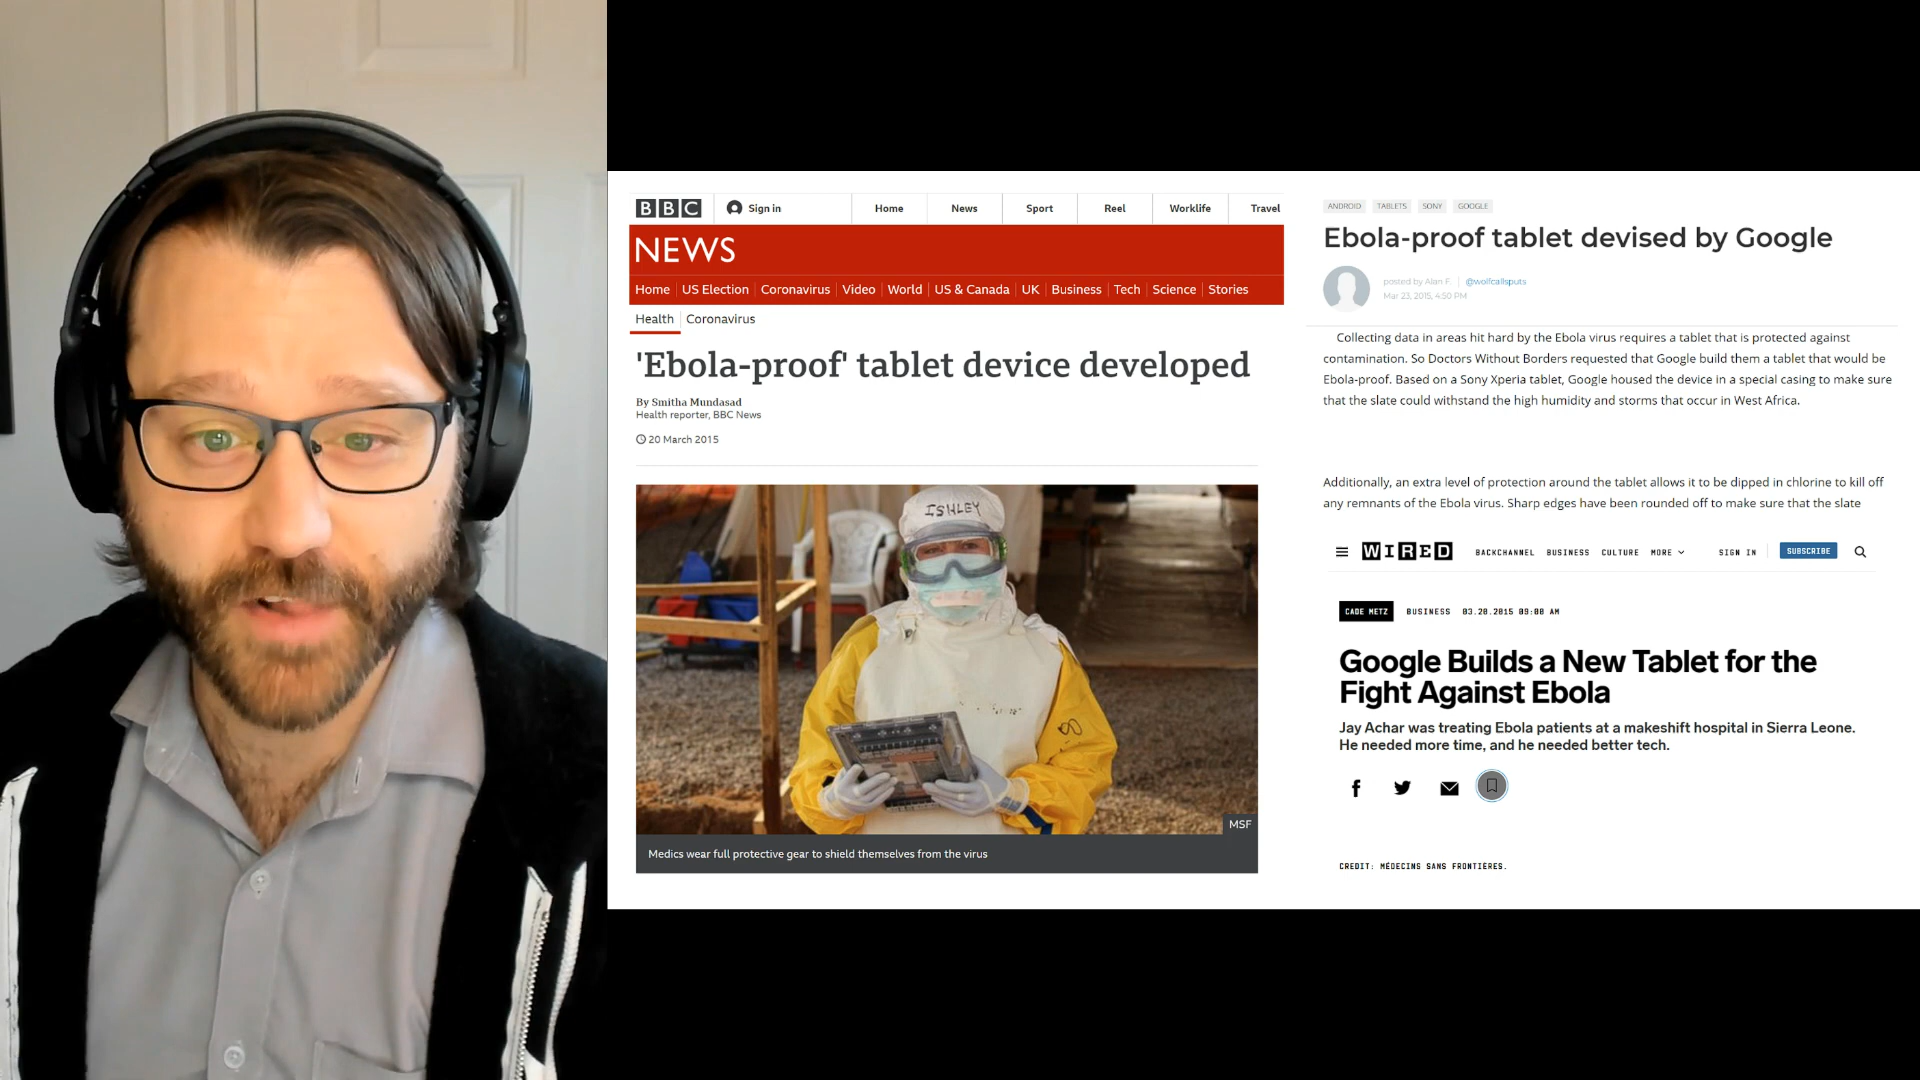 BBC
Sign in
Home
News
Sport
Reel
Worklife
Travel
NEWS
Home
US Election
Coronavirus
Video
World
US & Canada
UK
Business
Tech
Science
Stories
Health
Coronavirus
'Ebola-proof' tablet device developed
By Smitha Mundasad
Health reporter, BBC News
20 March 2015
ISHLEY
MSF
Medics wear full protective gear to shield themselves from the virus
ANDROID
TABLETS
SONY
GOOGLE
Ebola-proof tablet devised by Google
posted by Alan F.
@wolfcallsputs
Mar 23, 2015, 4:50 PM
Collecting data in areas hit hard by the Ebola virus requires a tablet that is protected against
contamination. So Doctors Without Borders requested that Google build them a tablet that would be
Ebola-proof. Based on a Sony Xperia tablet, Google housed the device in a special casing to make sure
that the slate could withstand the high humidity and storms that occur in West Africa.
Additionally, an extra level of protection around the tablet allows it to be dipped in chlorine to kill off
any remnants of the Ebola virus. Sharp edges have been rounded off to make sure that the slate
WIRED
BACKCHANNEL
BUSINESS
CULTURE
MORE
SIGN IN
SUBSCRIBE
CADE METZ
BUSINESS
03.20.2015 09:00 AM
Google Builds a New Tablet for the
Fight Against Ebola
Jay Achar was treating Ebola patients at a makeshift hospital in Sierra Leone.
He needed more time, and he needed better tech.
CREDIT: MÉDECINS SANS FRONTIÈRES.